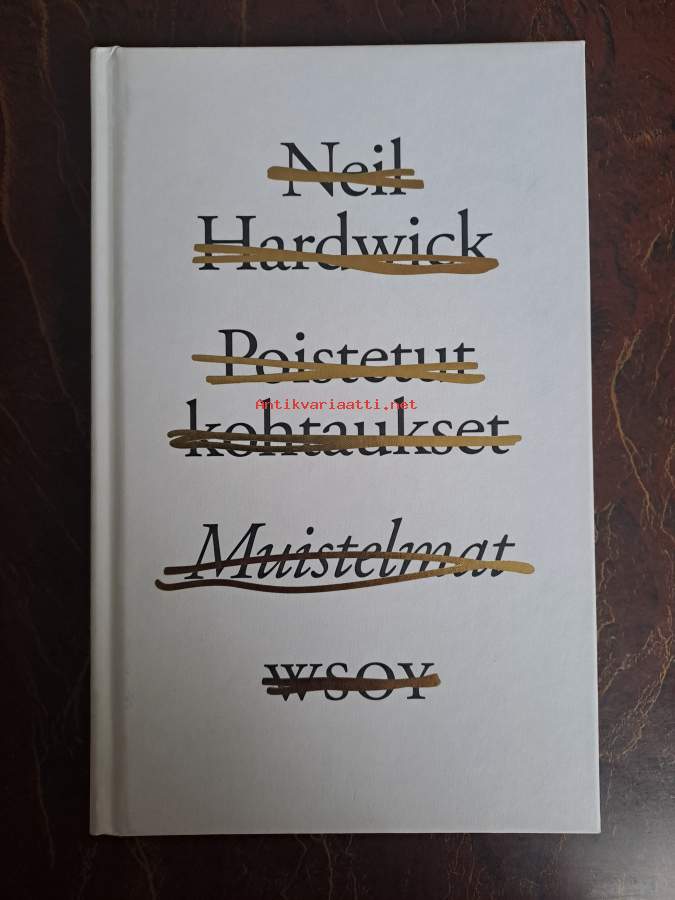 Neil
Hardwick
Poistetut
Antikvariaatti.net
kohtaukset
Muistelmat
WSOY